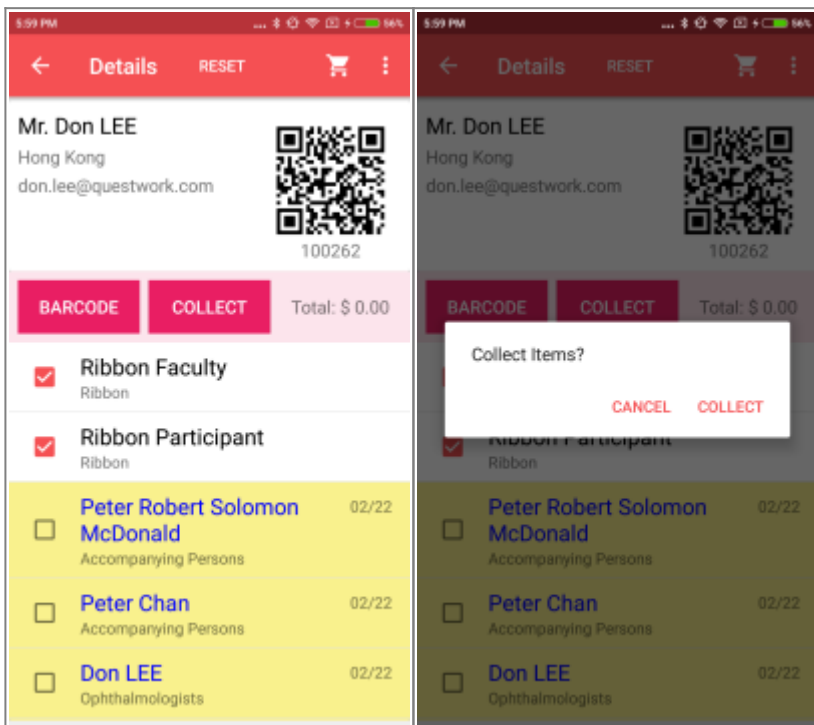 5:59 PM ... 56%
Details RESET
Mr. Don LEE
Hong Kong
don.lee@questwork.com
100262
BARCODE COLLECT Total: $ 0.00
Ribbon Faculty
Ribbon
Ribbon Participant
Ribbon
Peter Robert Solomon 02/22
McDonald
Accompanying Persons
Peter Chan 02/22
Accompanying Persons
Don LEE 02/22
Ophthalmologists
5:59 PM ... 56%
Details RESET
Mr. Don LEE
Hong Kong
don.lee@questwork.com
100262
BARCODE COLLECT Total: $ 0.00
Collect Items?
CANCEL COLLECT
Ribbon Participant
Ribbon
Peter Robert Solomon 02/22
McDonald
Accompanying Persons
Peter Chan 02/22
Accompanying Persons
Don LEE 02/22
Ophthalmologists